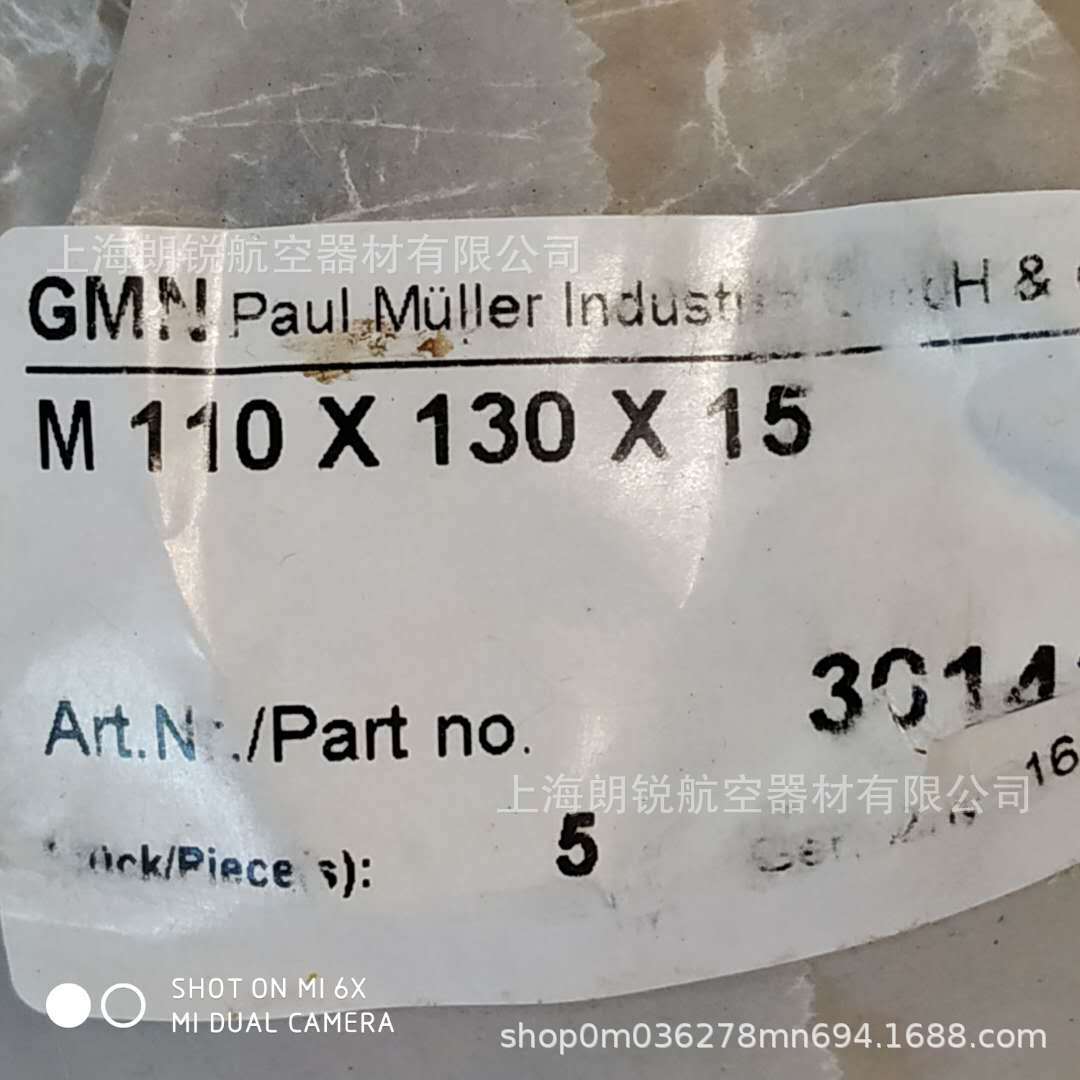 上海朗锐航空器材有限公司
GMN Paul Müller &
M 110 X 130 X 15
Art.Nr./Part no.
上海朗锐航空器材有限公司
16
5
SHOT ON MI 6X
MI DUAL CAMERA
shop0m036278mn694.1688.com